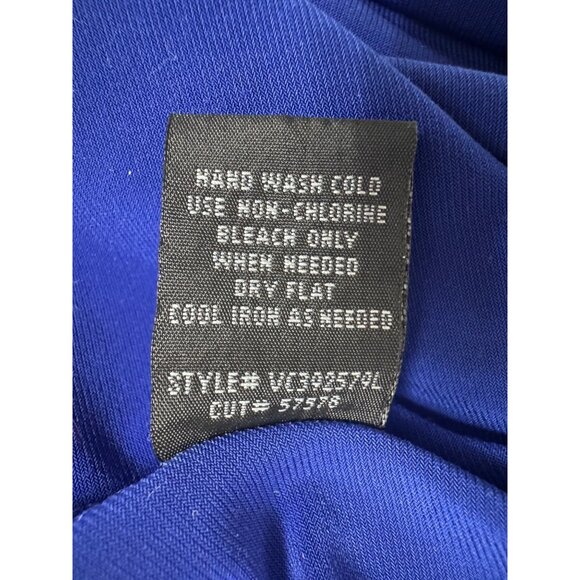 HAND WASH COLD
USE NON-CHLORINE
BLEACH ONLY
WHEN NEEDED
DRY FLAT
COOL IRON AS NEEDED
STYLE# VC392579L
CUT# 57578